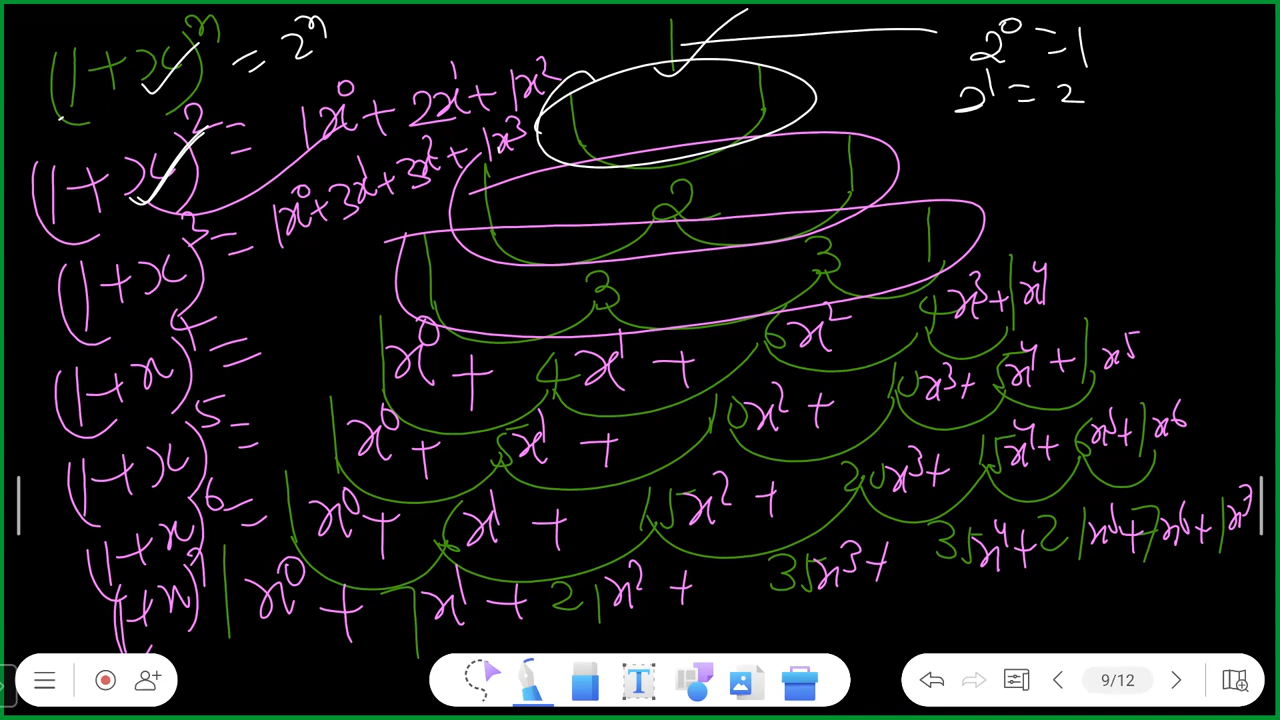 (1+x)^n = 2^n
1
2^0 = 1
2^1 = 2
1 1
(1+x)^2 = 1x^0 + 2x^1 + 1x^2
1 2 1
(1+x)^3 = 1x^0 + 3x^1 + 3x^2 + 1x^3
1 3 3 1
(1+x)^4 =
1x^0 + 4x^1 + 6x^2 4x^3 + 1x^4
(1+x)^5 =
1x^0 + 5x^1 + 10x^2 + 10x^3 + 5x^4 + 1x^5
(1+x)^6 =
1x^0 + 6x^1 + 15x^2 + 20x^3 + 15x^4 + 6x^5 + 1x^6
(1+x)^7
1x^0 + 7x^1 + 21x^2 + 35x^3 + 35x^4 + 21x^5 + 7x^6 + 1x^7
T
9/12